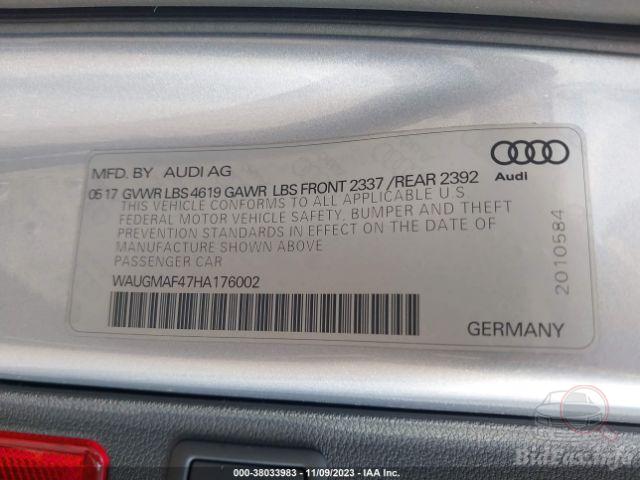 MFD. BY AUDI AG
Audi
05 17 GVWR LBS 4619 GAWR LBS FRONT 2337 /REAR 2392
THIS VEHICLE CONFORMS TO ALL APPLICABLE U.S
FEDERAL MOTOR VEHICLE SAFETY, BUMPER AND THEFT
PREVENTION STANDARDS IN EFFECT ON THE DATE OF
MANUFACTURE SHOWN ABOVE
PASSENGER CAR
WAUGMAF47HA176002
2010584
GERMANY
000-38033983 - 11/09/2023 - IAA Inc.
BidFast.info